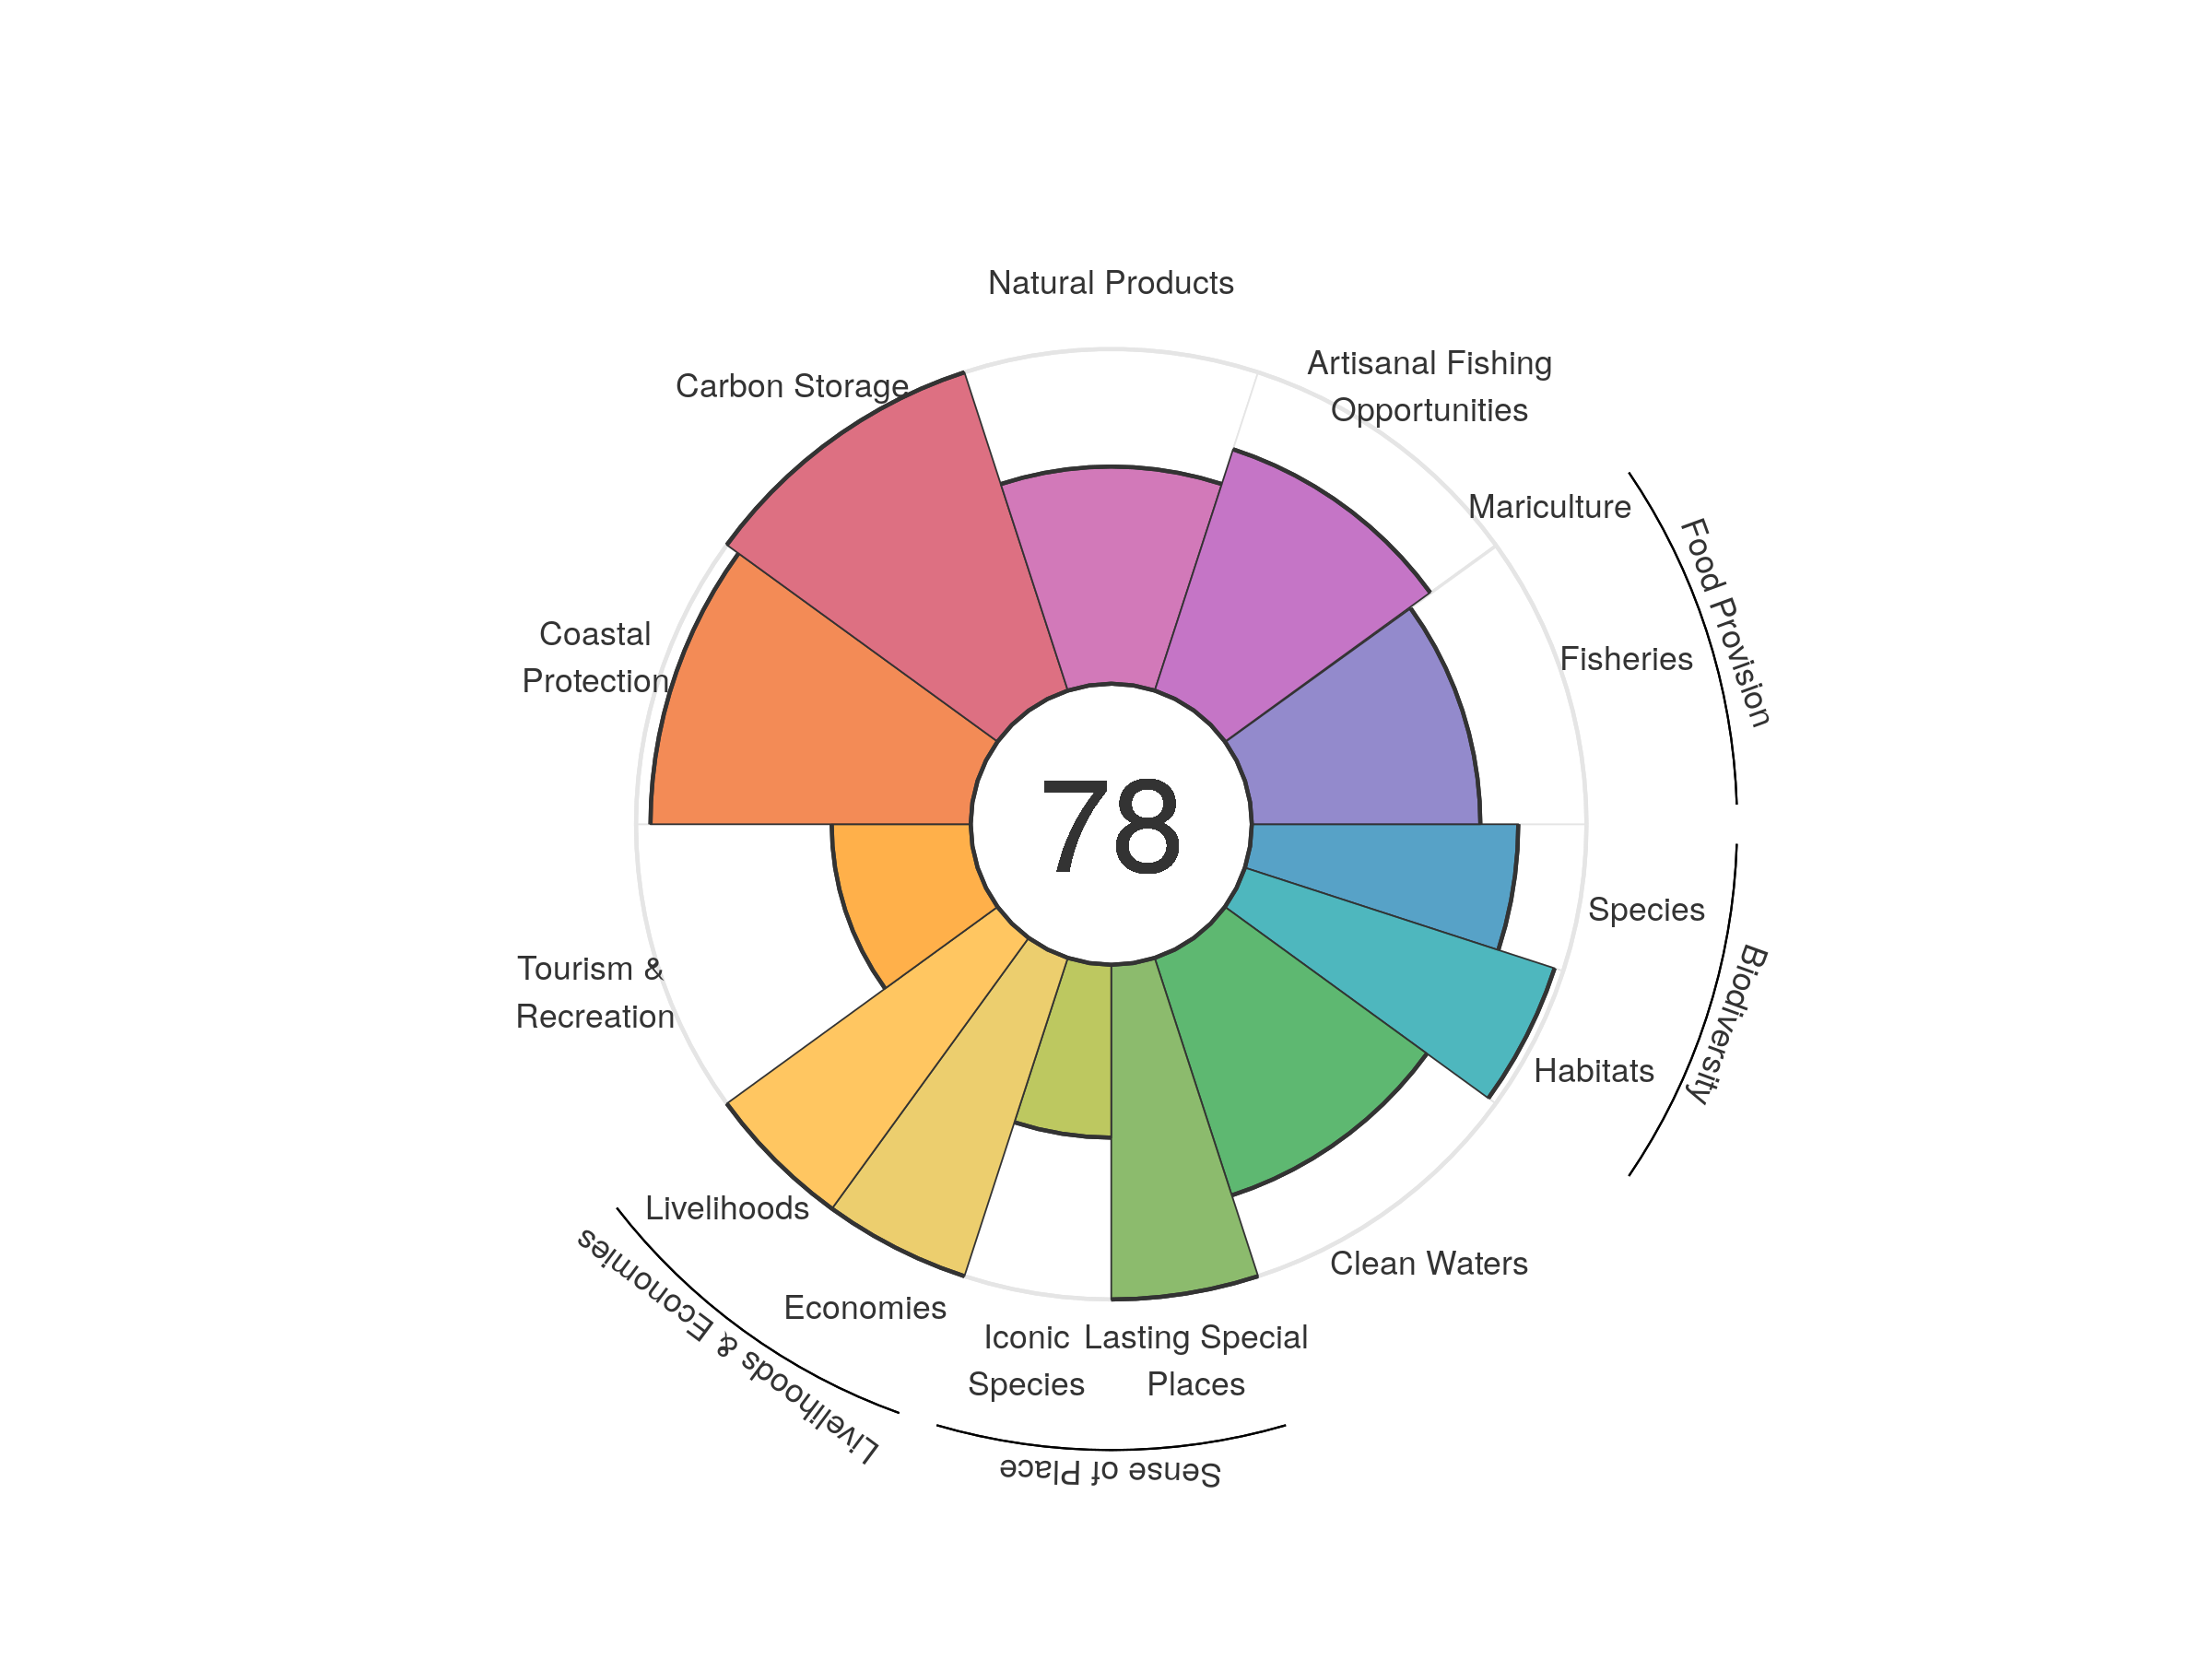 Natural Products
Artisanal Fishing
Opportunities
Carbon Storage
Mariculture
Food Provision
Fisheries
Coastal
Protection
78
Species
Biodiversity
Tourism &
Recreation
Habitats
Livelihoods
Livelihoods & Economies
Clean Waters
Economies
Iconic
Species
Lasting Special
Places
Sense of Place